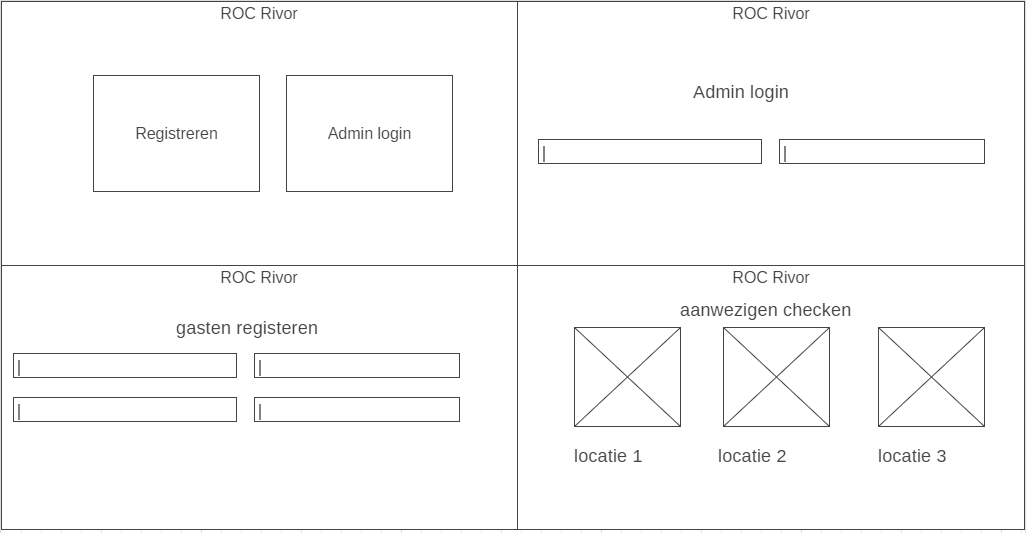 ROC Rivor
Registreren
Admin login
ROC Rivor
Admin login
ROC Rivor
gasten registeren
ROC Rivor
aanwezigen checken
locatie 1
locatie 2
locatie 3